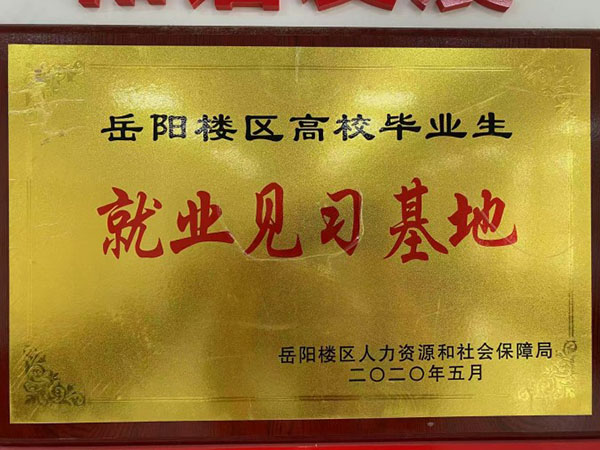 岳阳楼区高校毕业生
就业见习基地
岳阳楼区人力资源和社会保障局
二〇二〇年五月